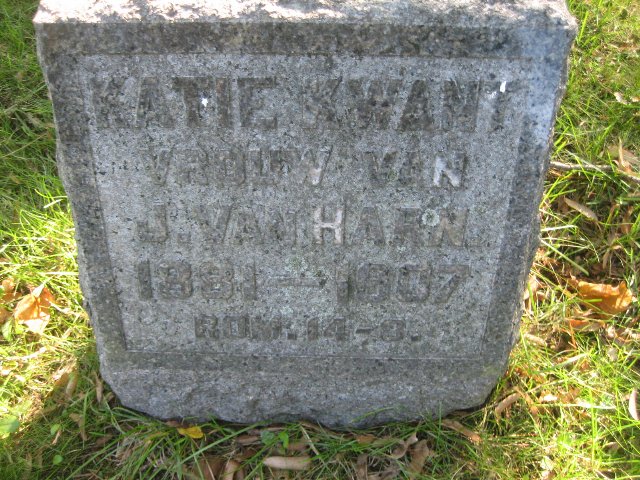 KATIE KWANT
VROUW VAN
J. VAN HARN.
1881–1907
ROM. 14-8.